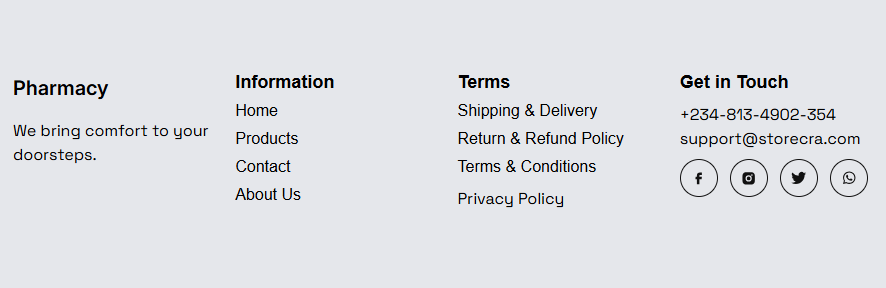 Pharmacy
We bring comfort to your
doorsteps.
Information
Home
Products
Contact
About Us
Terms
Shipping & Delivery
Return & Refund Policy
Terms & Conditions
Privacy Policy
Get in Touch
+234-813-4902-354
support@storecra.com